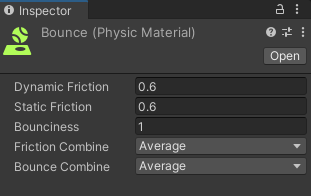 Inspector
Bounce (Physic Material)
Open
Dynamic Friction 0.6
Static Friction 0.6
Bounciness 1
Friction Combine Average
Bounce Combine Average